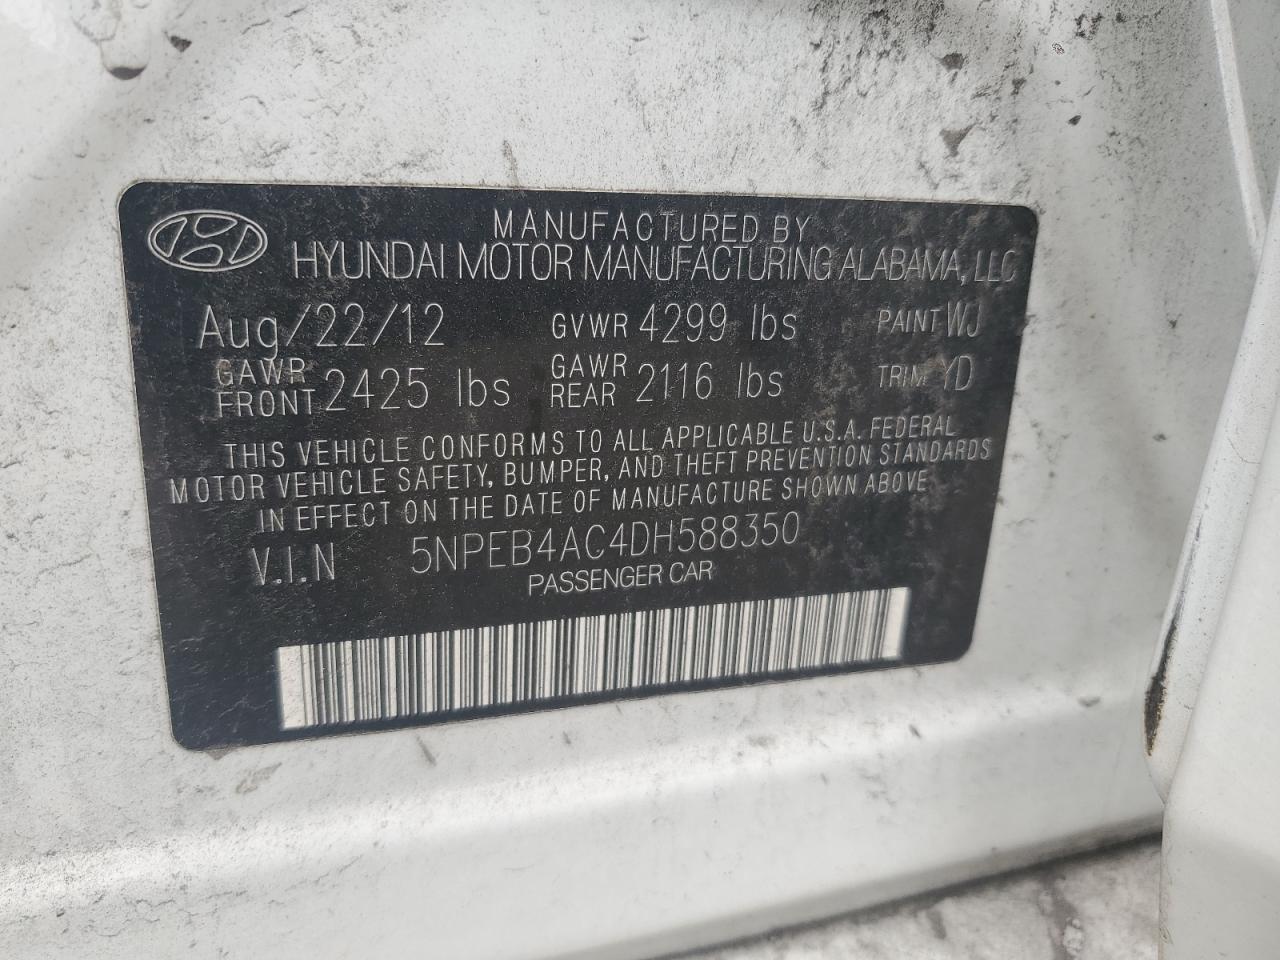 MANUFACTURED BY
HYUNDAI MOTOR MANUFACTURING ALABAMA, LLC
Aug/22/12 GVWR 4299 lbs PAINT WJ
GAWR FRONT 2425 lbs GAWR REAR 2116 lbs TRIM YD
THIS VEHICLE CONFORMS TO ALL APPLICABLE U.S.A. FEDERAL
MOTOR VEHICLE SAFETY, BUMPER, AND THEFT PREVENTION STANDARDS
IN EFFECT ON THE DATE OF MANUFACTURE SHOWN ABOVE
V.I.N 5NPEB4AC4DH588350
PASSENGER CAR